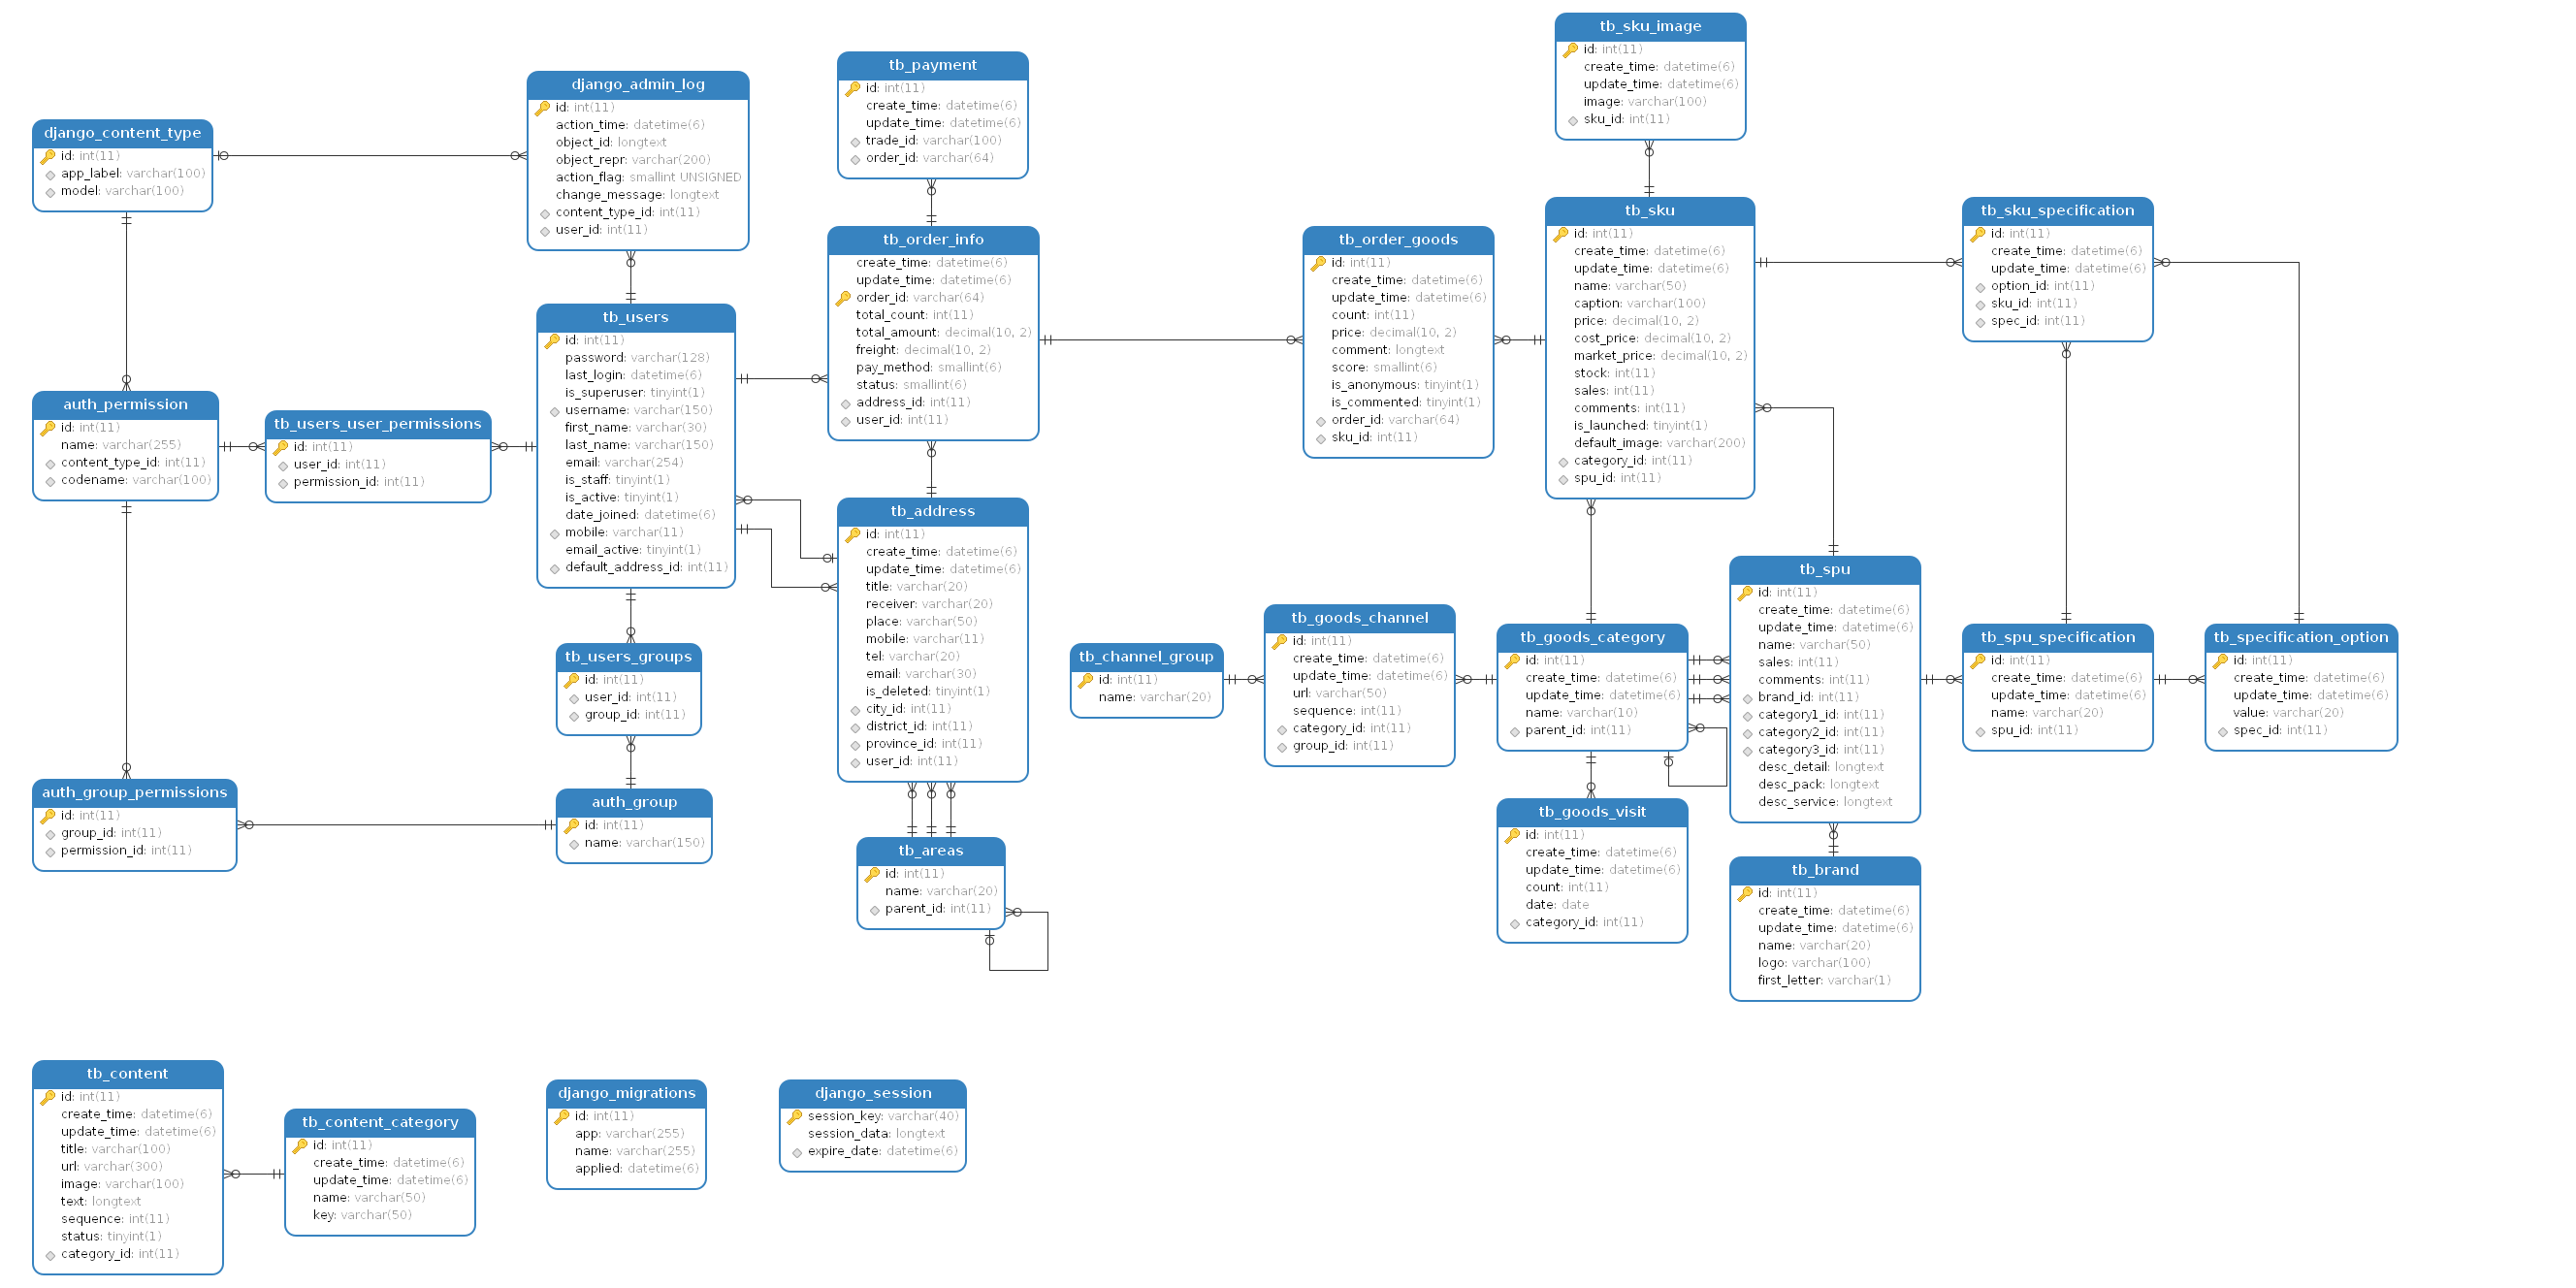 tb_sku_image
id: int(11)
create_time: datetime(6)
update_time: datetime(6)
image: varchar(100)
sku_id: int(11)
tb_payment
id: int(11)
create_time: datetime(6)
update_time: datetime(6)
trade_id: varchar(100)
order_id: varchar(64)
django_admin_log
id: int(11)
action_time: datetime(6)
object_id: longtext
object_repr: varchar(200)
action_flag: smallint UNSIGNED
change_message: longtext
content_type_id: int(11)
user_id: int(11)
django_content_type
id: int(11)
app_label: varchar(100)
model: varchar(100)
tb_order_info
create_time: datetime(6)
update_time: datetime(6)
order_id: varchar(64)
total_count: int(11)
total_amount: decimal(10, 2)
freight: decimal(10, 2)
pay_method: smallint(6)
status: smallint(6)
address_id: int(11)
user_id: int(11)
tb_order_goods
id: int(11)
create_time: datetime(6)
update_time: datetime(6)
count: int(11)
price: decimal(10, 2)
comment: longtext
score: smallint(6)
is_anonymous: tinyint(1)
is_commented: tinyint(1)
order_id: varchar(64)
sku_id: int(11)
tb_sku
id: int(11)
create_time: datetime(6)
update_time: datetime(6)
name: varchar(50)
caption: varchar(100)
price: decimal(10, 2)
cost_price: decimal(10, 2)
market_price: decimal(10, 2)
stock: int(11)
sales: int(11)
comments: int(11)
is_launched: tinyint(1)
default_image: varchar(200)
category_id: int(11)
spu_id: int(11)
tb_sku_specification
id: int(11)
create_time: datetime(6)
update_time: datetime(6)
option_id: int(11)
sku_id: int(11)
spec_id: int(11)
tb_users
id: int(11)
password: varchar(128)
last_login: datetime(6)
is_superuser: tinyint(1)
username: varchar(150)
first_name: varchar(30)
last_name: varchar(150)
email: varchar(254)
is_staff: tinyint(1)
is_active: tinyint(1)
date_joined: datetime(6)
mobile: varchar(11)
email_active: tinyint(1)
default_address_id: int(11)
auth_permission
id: int(11)
name: varchar(255)
content_type_id: int(11)
codename: varchar(100)
tb_users_user_permissions
id: int(11)
user_id: int(11)
permission_id: int(11)
tb_address
id: int(11)
create_time: datetime(6)
update_time: datetime(6)
title: varchar(20)
receiver: varchar(20)
place: varchar(50)
mobile: varchar(11)
tel: varchar(20)
email: varchar(30)
is_deleted: tinyint(1)
city_id: int(11)
district_id: int(11)
province_id: int(11)
user_id: int(11)
tb_spu
id: int(11)
create_time: datetime(6)
update_time: datetime(6)
name: varchar(50)
sales: int(11)
comments: int(11)
brand_id: int(11)
category1_id: int(11)
category2_id: int(11)
category3_id: int(11)
desc_detail: longtext
desc_pack: longtext
desc_service: longtext
tb_goods_channel
id: int(11)
create_time: datetime(6)
update_time: datetime(6)
url: varchar(50)
sequence: int(11)
category_id: int(11)
group_id: int(11)
tb_goods_category
id: int(11)
create_time: datetime(6)
update_time: datetime(6)
name: varchar(10)
parent_id: int(11)
tb_spu_specification
id: int(11)
create_time: datetime(6)
update_time: datetime(6)
name: varchar(20)
spu_id: int(11)
tb_specification_option
id: int(11)
create_time: datetime(6)
update_time: datetime(6)
value: varchar(20)
spec_id: int(11)
tb_users_groups
id: int(11)
user_id: int(11)
group_id: int(11)
tb_channel_group
id: int(11)
name: varchar(20)
auth_group_permissions
id: int(11)
group_id: int(11)
permission_id: int(11)
auth_group
id: int(11)
name: varchar(150)
tb_areas
id: int(11)
name: varchar(20)
parent_id: int(11)
tb_goods_visit
id: int(11)
create_time: datetime(6)
update_time: datetime(6)
count: int(11)
date: date
category_id: int(11)
tb_brand
id: int(11)
create_time: datetime(6)
update_time: datetime(6)
name: varchar(20)
logo: varchar(100)
first_letter: varchar(1)
tb_content
id: int(11)
create_time: datetime(6)
update_time: datetime(6)
title: varchar(100)
url: varchar(300)
image: varchar(100)
text: longtext
sequence: int(11)
status: tinyint(1)
category_id: int(11)
tb_content_category
id: int(11)
create_time: datetime(6)
update_time: datetime(6)
name: varchar(50)
key: varchar(50)
django_migrations
id: int(11)
app: varchar(255)
name: varchar(255)
applied: datetime(6)
django_session
session_key: varchar(40)
session_data: longtext
expire_date: datetime(6)